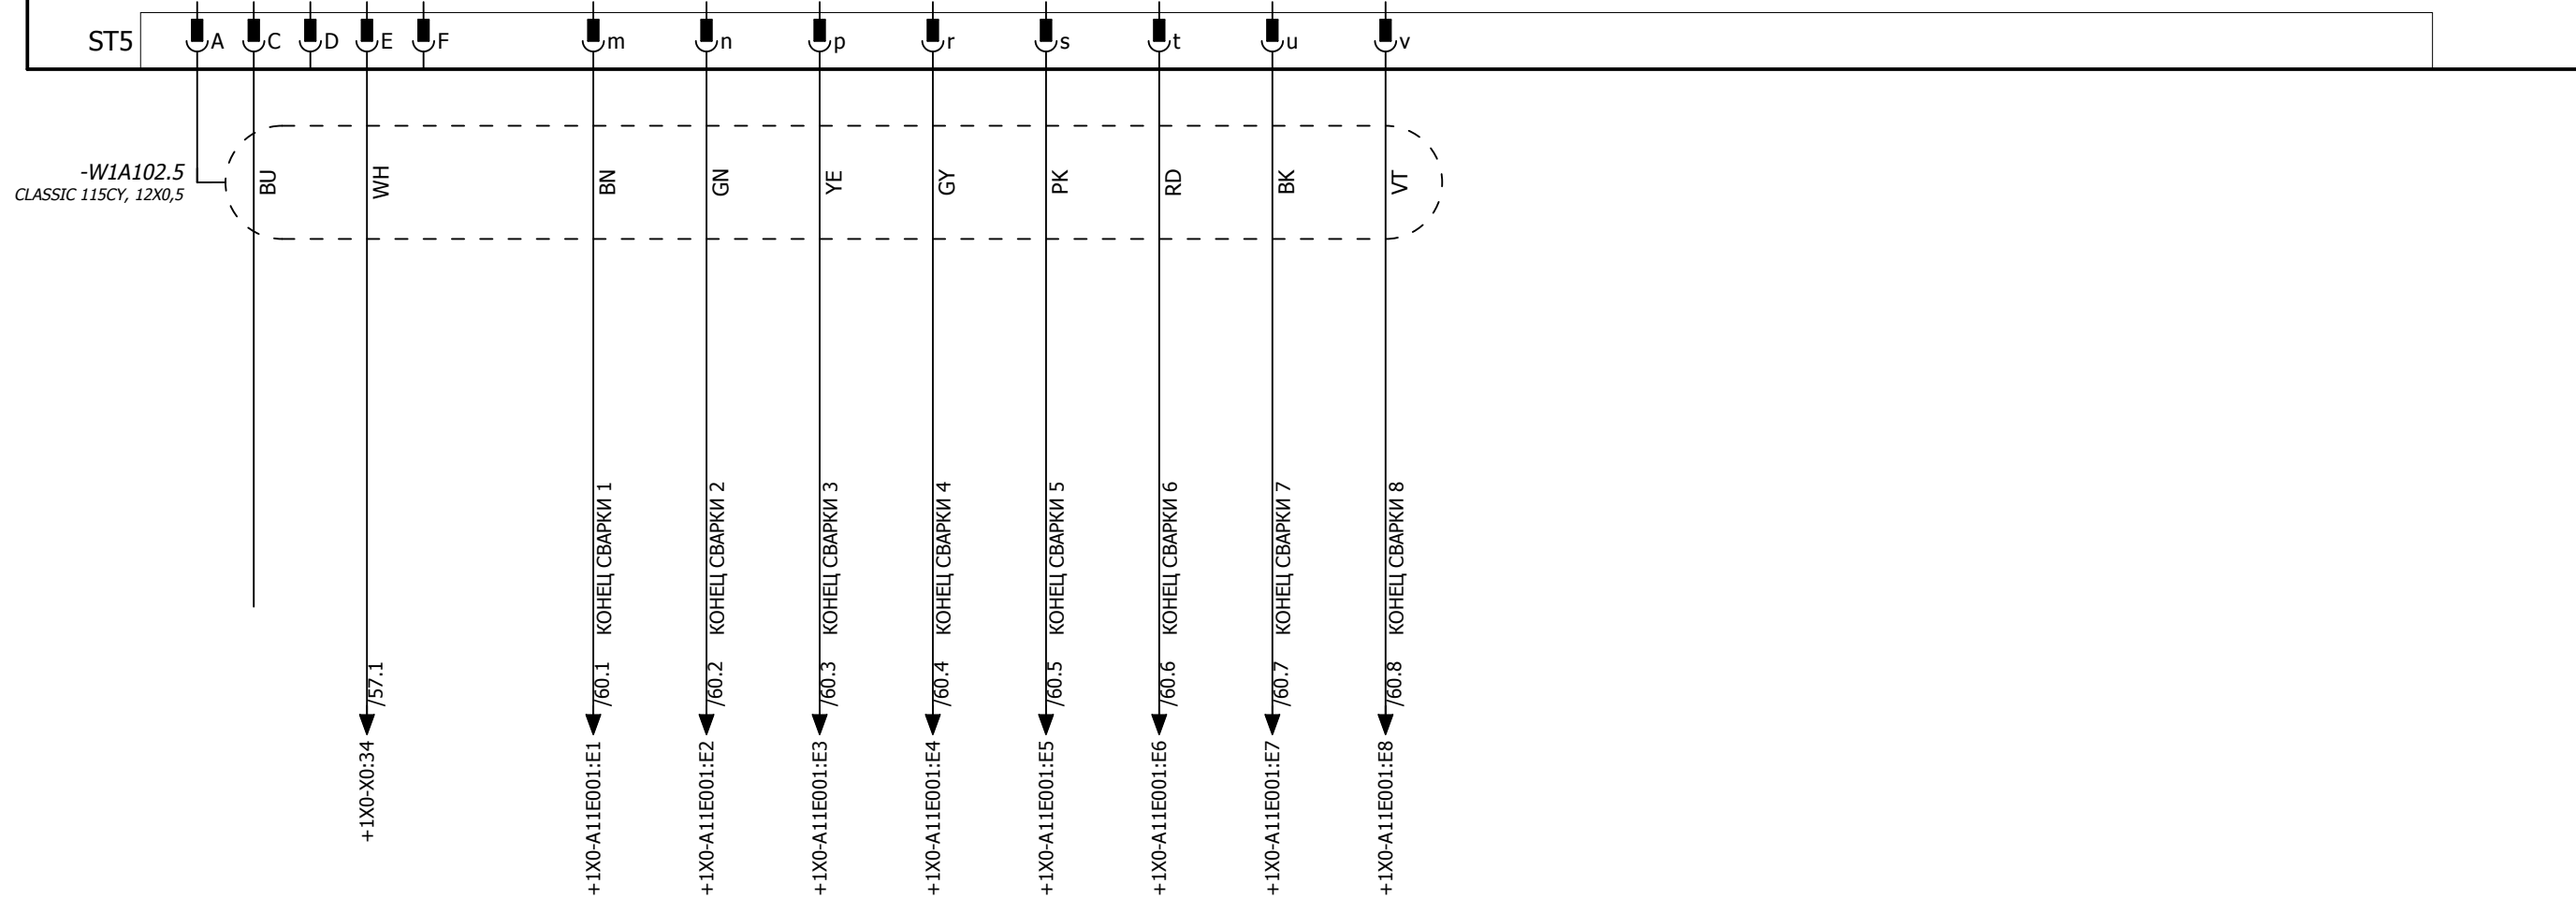 ST5
A
C
D
E
F
m
n
p
r
s
t
u
v
-W1A102.5
CLASSIC 115CY, 12X0,5
BU
WH
BN
GN
YE
GY
PK
RD
BK
VT
КОНЕЦ СВАРКИ 1
КОНЕЦ СВАРКИ 2
КОНЕЦ СВАРКИ 3
КОНЕЦ СВАРКИ 4
КОНЕЦ СВАРКИ 5
КОНЕЦ СВАРКИ 6
КОНЕЦ СВАРКИ 7
КОНЕЦ СВАРКИ 8
/57.1
/60.1
/60.2
/60.3
/60.4
/60.5
/60.6
/60.7
/60.8
+1X0-X0:34
+1X0-A11E001:E1
+1X0-A11E001:E2
+1X0-A11E001:E3
+1X0-A11E001:E4
+1X0-A11E001:E5
+1X0-A11E001:E6
+1X0-A11E001:E7
+1X0-A11E001:E8